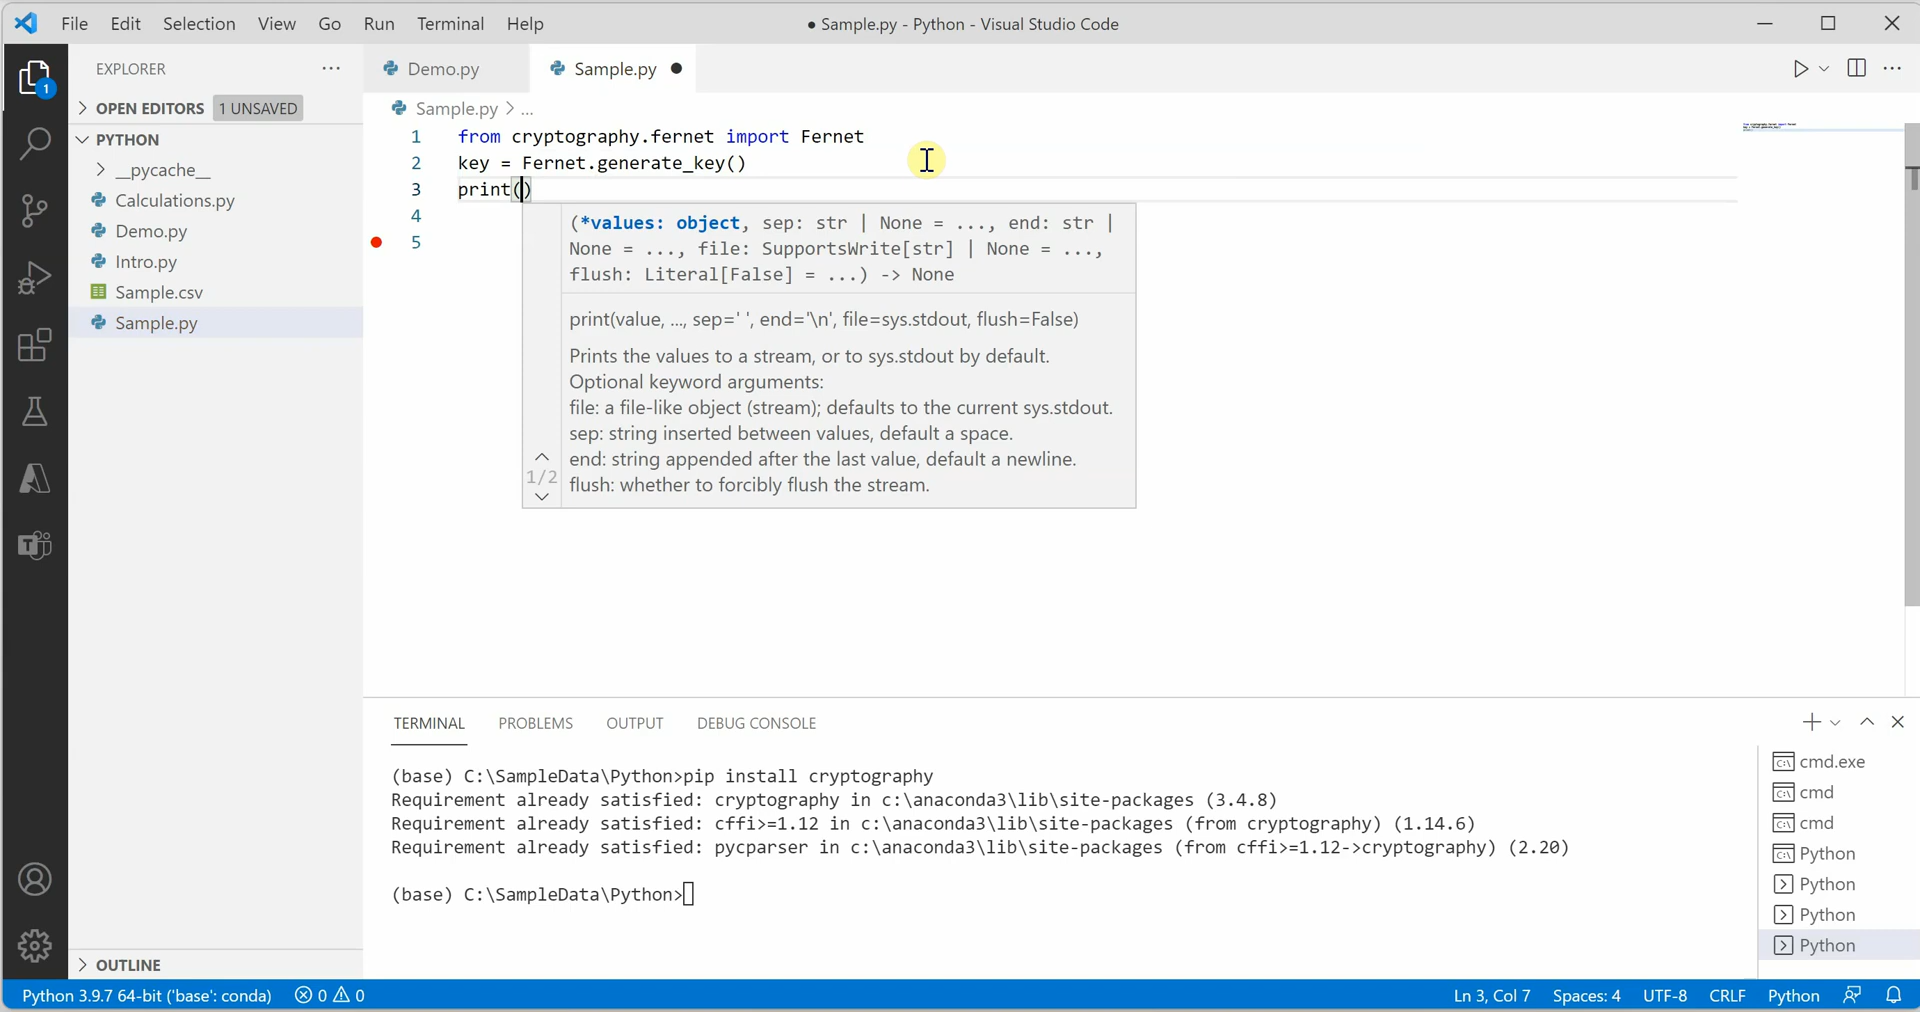 File Edit Selection View Go Run Terminal Help
● Sample.py - Python - Visual Studio Code
EXPLORER ...
Demo.py
Sample.py ●
OPEN EDITORS 1 UNSAVED
PYTHON
__pycache__
Calculations.py
Demo.py
Intro.py
Sample.csv
Sample.py
OUTLINE
1
Sample.py > ...
1 from cryptography.fernet import Fernet
2 key = Fernet.generate_key()
3 print()
4
5
(*values: object, sep: str | None = ..., end: str |
None = ..., file: SupportsWrite[str] | None = ...,
flush: Literal[False] = ...) -> None
print(value, ..., sep=' ', end='\n', file=sys.stdout, flush=False)
Prints the values to a stream, or to sys.stdout by default.
Optional keyword arguments:
file: a file-like object (stream); defaults to the current sys.stdout.
sep: string inserted between values, default a space.
end: string appended after the last value, default a newline.
flush: whether to forcibly flush the stream.
1/2
TERMINAL PROBLEMS OUTPUT DEBUG CONSOLE
(base) C:\SampleData\Python>pip install cryptography
Requirement already satisfied: cryptography in c:\anaconda3\lib\site-packages (3.4.8)
Requirement already satisfied: cffi>=1.12 in c:\anaconda3\lib\site-packages (from cryptography) (1.14.6)
Requirement already satisfied: pycparser in c:\anaconda3\lib\site-packages (from cffi>=1.12->cryptography) (2.20)
(base) C:\SampleData\Python>
cmd.exe
cmd
cmd
Python
Python
Python
Python
Python 3.9.7 64-bit ('base': conda) 0 0
Ln 3, Col 7 Spaces: 4 UTF-8 CRLF Python